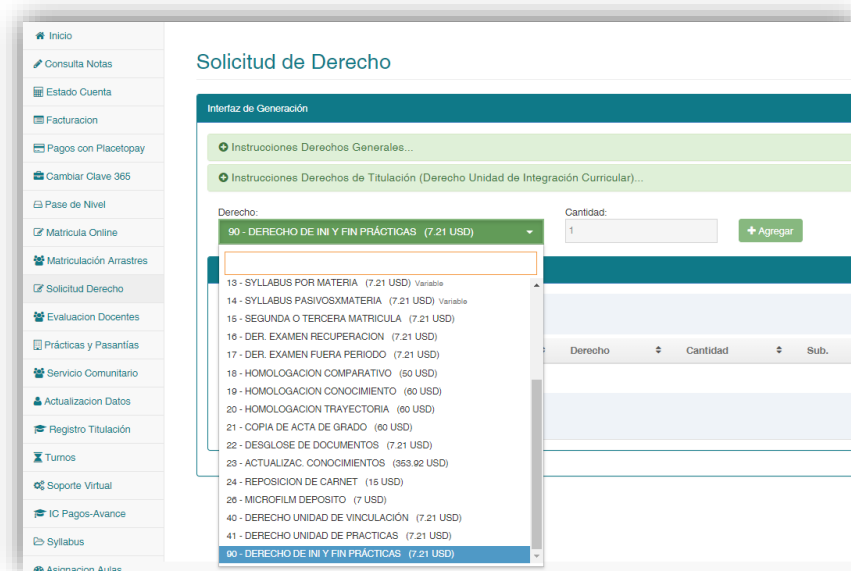 Inicio
Consulta Notas
Estado Cuenta
Facturacion
Pagos con Placetopay
Cambiar Clave 365
Pase de Nivel
Matricula Online
Matriculación Arrastres
Solicitud Derecho
Evaluacion Docentes
Prácticas y Pasantías
Servicio Comunitario
Actualizacion Datos
Registro Titulación
Turnos
Soporte Virtual
IC Pagos-Avance
Syllabus
Asignacion Aulas
Solicitud de Derecho
Interfaz de Generación
Instrucciones Derechos Generales...
Instrucciones Derechos de Titulación (Derecho Unidad de Integración Curricular)...
Derecho: Cantidad:
90 - DERECHO DE INI Y FIN PRÁCTICAS (7.21 USD) 1 Agregar
13 - SYLLABUS POR MATERIA (7.21 USD) Variable
14 - SYLLABUS PASIVOSXMATERIA (7.21 USD) Variable
15 - SEGUNDA O TERCERA MATRICULA (7.21 USD)
16 - DER. EXAMEN RECUPERACION (7.21 USD)
17 - DER. EXAMEN FUERA PERIODO (7.21 USD)
18 - HOMOLOGACION COMPARATIVO (50 USD)
19 - HOMOLOGACION CONOCIMIENTO (60 USD)
20 - HOMOLOGACION TRAYECTORIA (60 USD)
21 - COPIA DE ACTA DE GRADO (60 USD)
22 - DESGLOSE DE DOCUMENTOS (7.21 USD)
23 - ACTUALIZAC. CONOCIMIENTOS (353.92 USD)
24 - REPOSICION DE CARNET (15 USD)
26 - MICROFILM DEPOSITO (7 USD)
40 - DERECHO UNIDAD DE VINCULACIÓN (7.21 USD)
41 - DERECHO UNIDAD DE PRACTICAS (7.21 USD)
90 - DERECHO DE INI Y FIN PRÁCTICAS (7.21 USD)
Derecho Cantidad Sub.